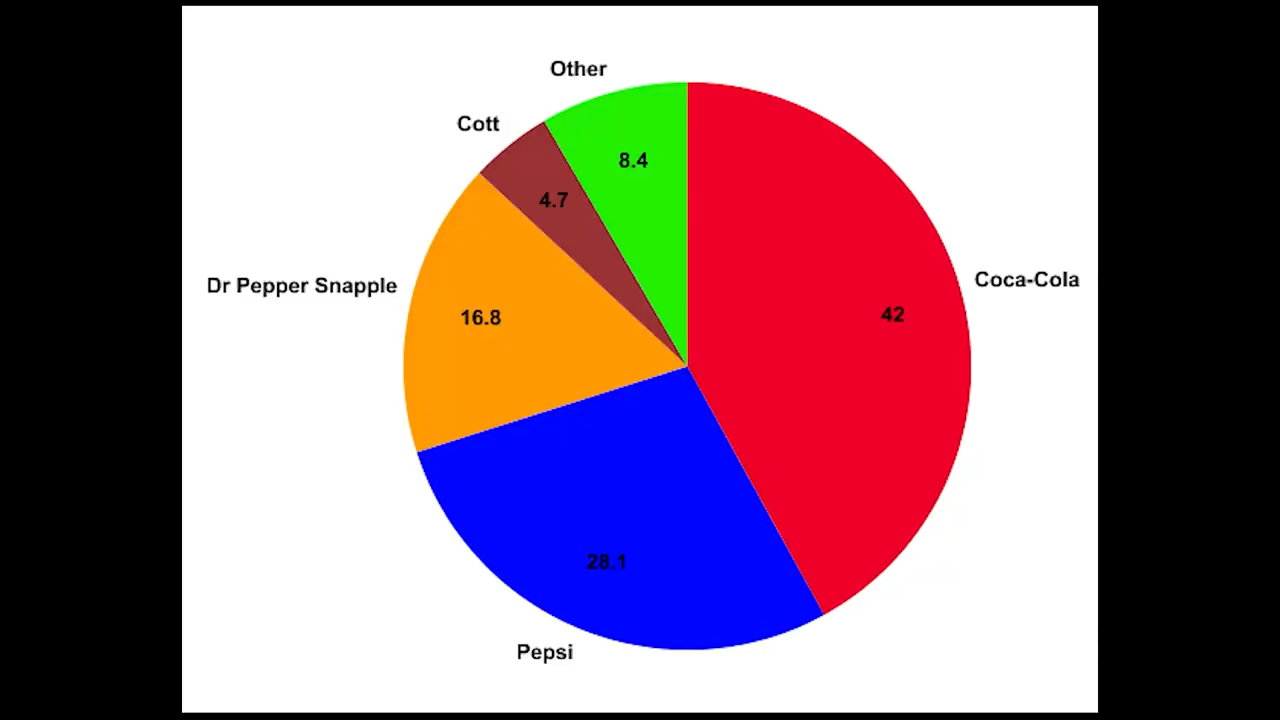 Other
Cott
8.4
4.7
Coca-Cola
Dr Pepper Snapple
42
16.8
28.1
Pepsi